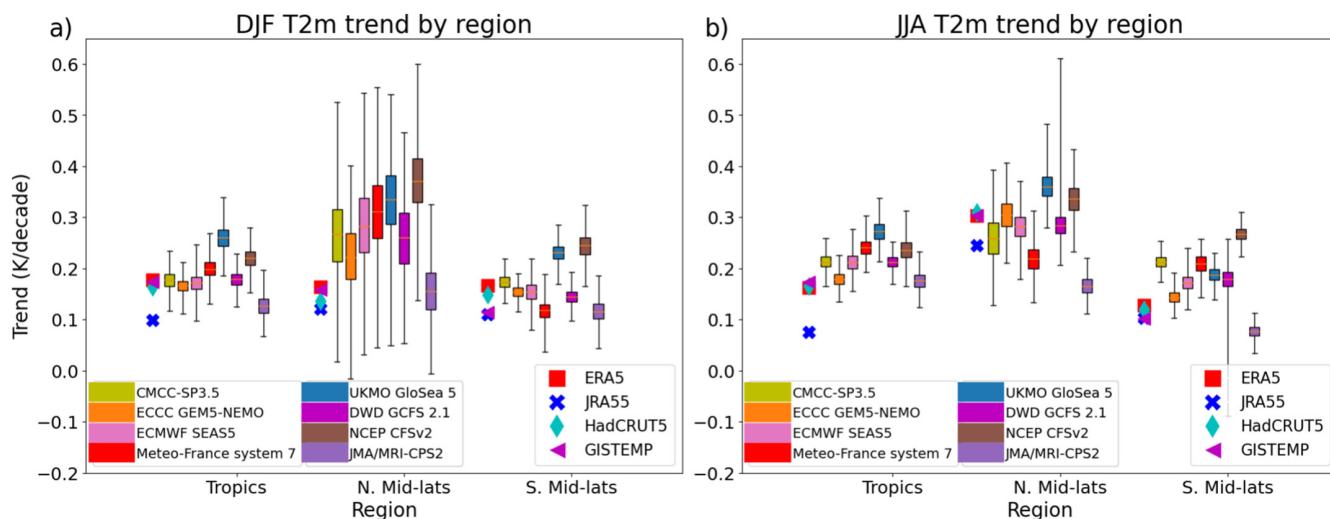 a) DJF T2m trend by region
Trend (K/decade)
0.6
0.5
0.4
0.3
0.2
0.1
0.0
−0.1
−0.2
CMCC-SP3.5
ECCC GEM5-NEMO
ECMWF SEAS5
Meteo-France system 7
UKMO GloSea 5
DWD GCFS 2.1
NCEP CFSv2
JMA/MRI-CPS2
ERA5
JRA55
HadCRUT5
GISTEMP
Tropics N. Mid-lats S. Mid-lats
Region
b) JJA T2m trend by region
0.6
0.5
0.4
0.3
0.2
0.1
0.0
−0.1
−0.2
CMCC-SP3.5
ECCC GEM5-NEMO
ECMWF SEAS5
Meteo-France system 7
UKMO GloSea 5
DWD GCFS 2.1
NCEP CFSv2
JMA/MRI-CPS2
ERA5
JRA55
HadCRUT5
GISTEMP
Tropics N. Mid-lats S. Mid-lats
Region